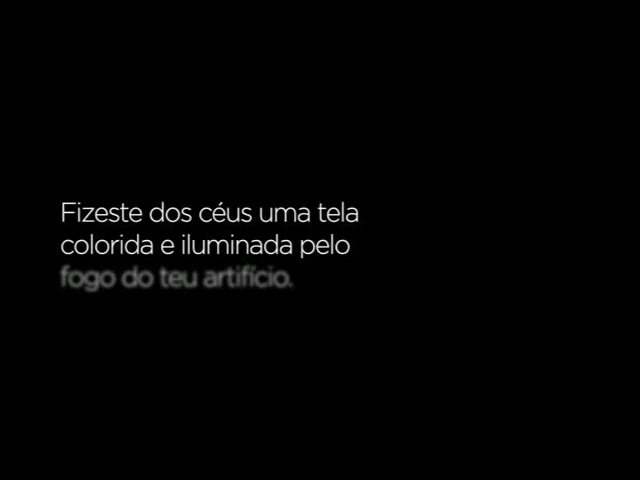 Fizeste dos céus uma tela
colorida e iluminada pelo
fogo do teu artifício.